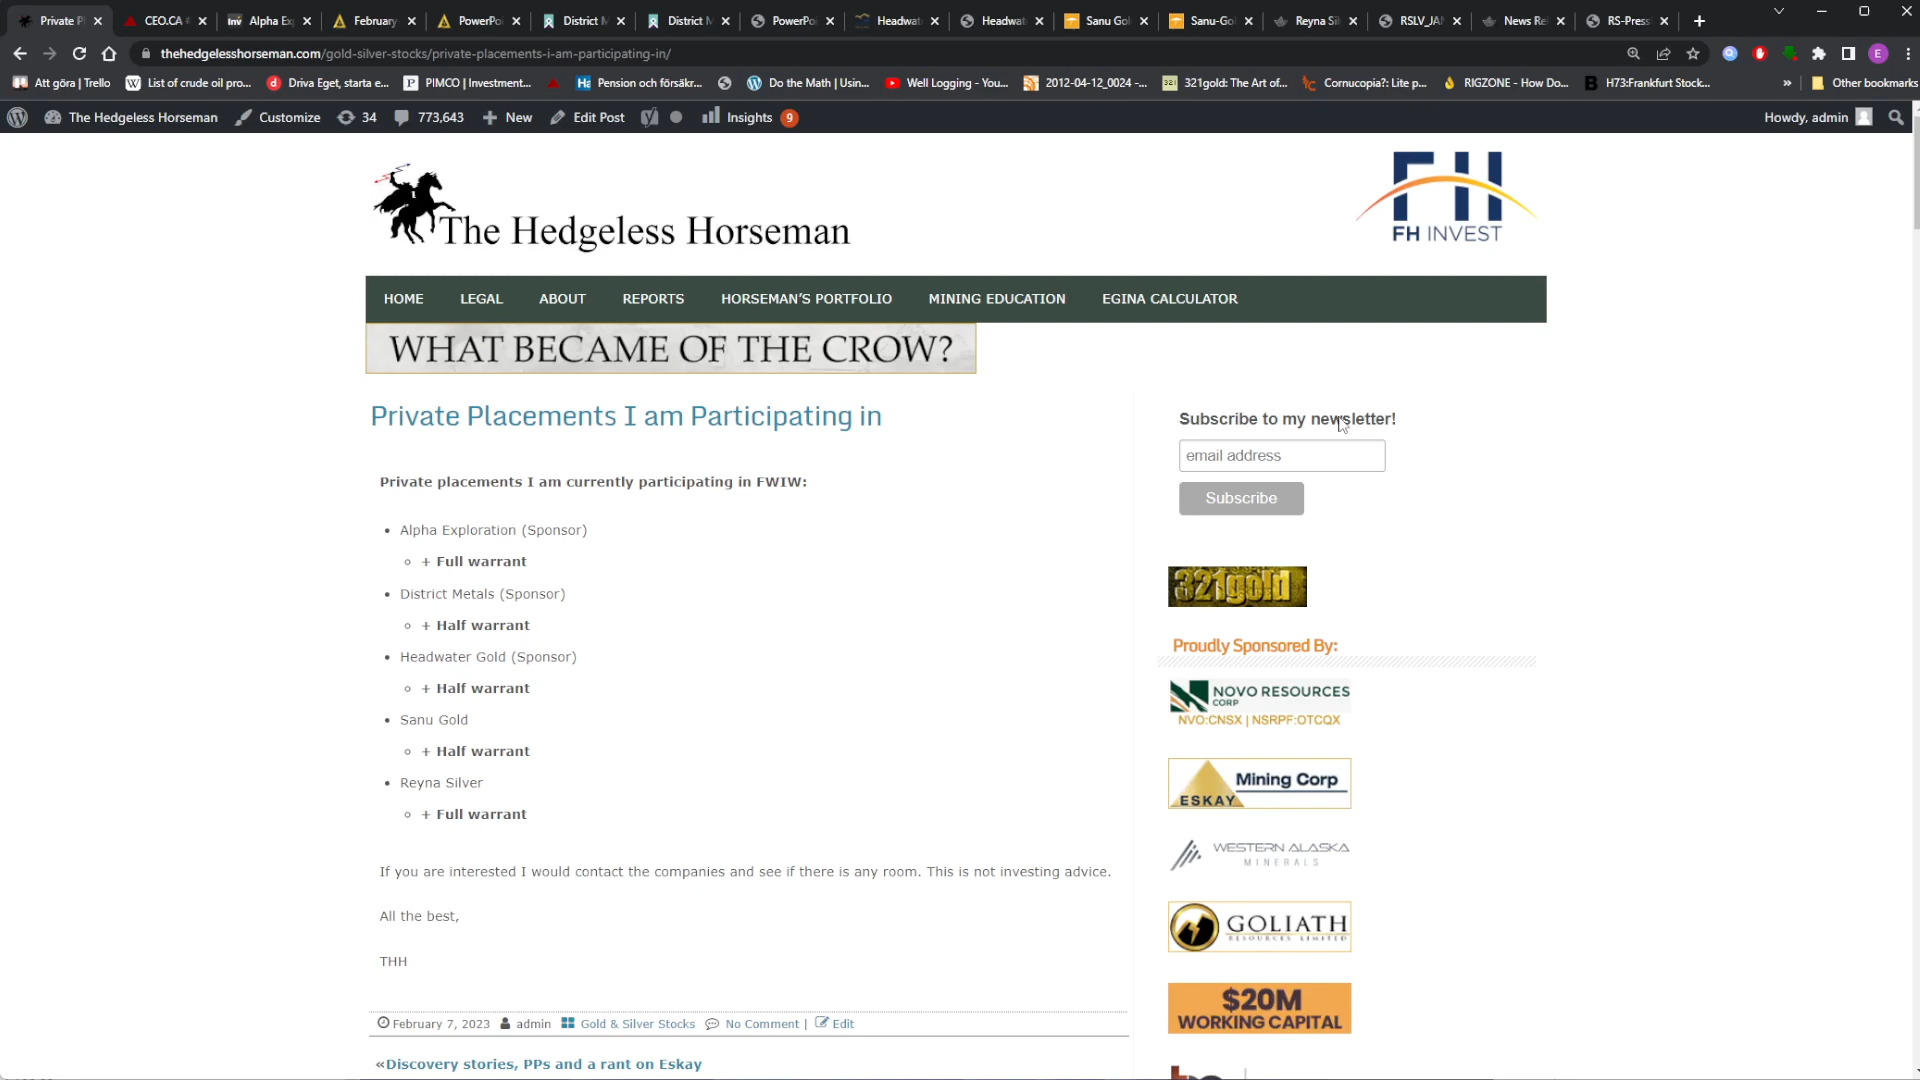 Private Pl
CEO.CA #
Alpha Ex
February
PowerPo
District M
District M
PowerPo
Headwat
Headwat
Sanu Go
Sanu-Go
Reyna Si
RSLV_JA
News Re
RS-Press
thehedgelesshorseman.com/gold-silver-stocks/private-placements-i-am-participating-in/
Att göra | Trello
List of crude oil pro...
Driva Eget, starta e...
PIMCO | Investment...
Pension och försäkr...
Do the Math | Usin...
Well Logging - You...
2012-04-12_0024 -...
321gold: The Art of...
Cornucopia?: Lite p...
RIGZONE - How Do...
H73:Frankfurt Stock...
» Other bookmarks
The Hedgeless Horseman Customize 34 773,643 New Edit Post Insights 9 Howdy, admin
The Hedgeless Horseman
FH INVEST
HOME LEGAL ABOUT REPORTS HORSEMAN'S PORTFOLIO MINING EDUCATION EGINA CALCULATOR
WHAT BECAME OF THE CROW?
Private Placements I am Participating in
Private placements I am currently participating in FWIW:
• Alpha Exploration (Sponsor)
+ Full warrant
• District Metals (Sponsor)
+ Half warrant
• Headwater Gold (Sponsor)
+ Half warrant
• Sanu Gold
+ Half warrant
• Reyna Silver
+ Full warrant
If you are interested I would contact the companies and see if there is any room. This is not investing advice.
All the best,
THH
February 7, 2023 admin Gold & Silver Stocks No Comment | Edit
«Discovery stories, PPs and a rant on Eskay
Subscribe to my newsletter!
email address
Subscribe
321gold
Proudly Sponsored By:
NOVO RESOURCES
CORP
NVO:CNSX | NSRPF:OTCQX
Mining Corp
ESKAY
WESTERN ALASKA
MINERALS
GOLIATH
RESOURCES LIMITED
$20M
WORKING CAPITAL